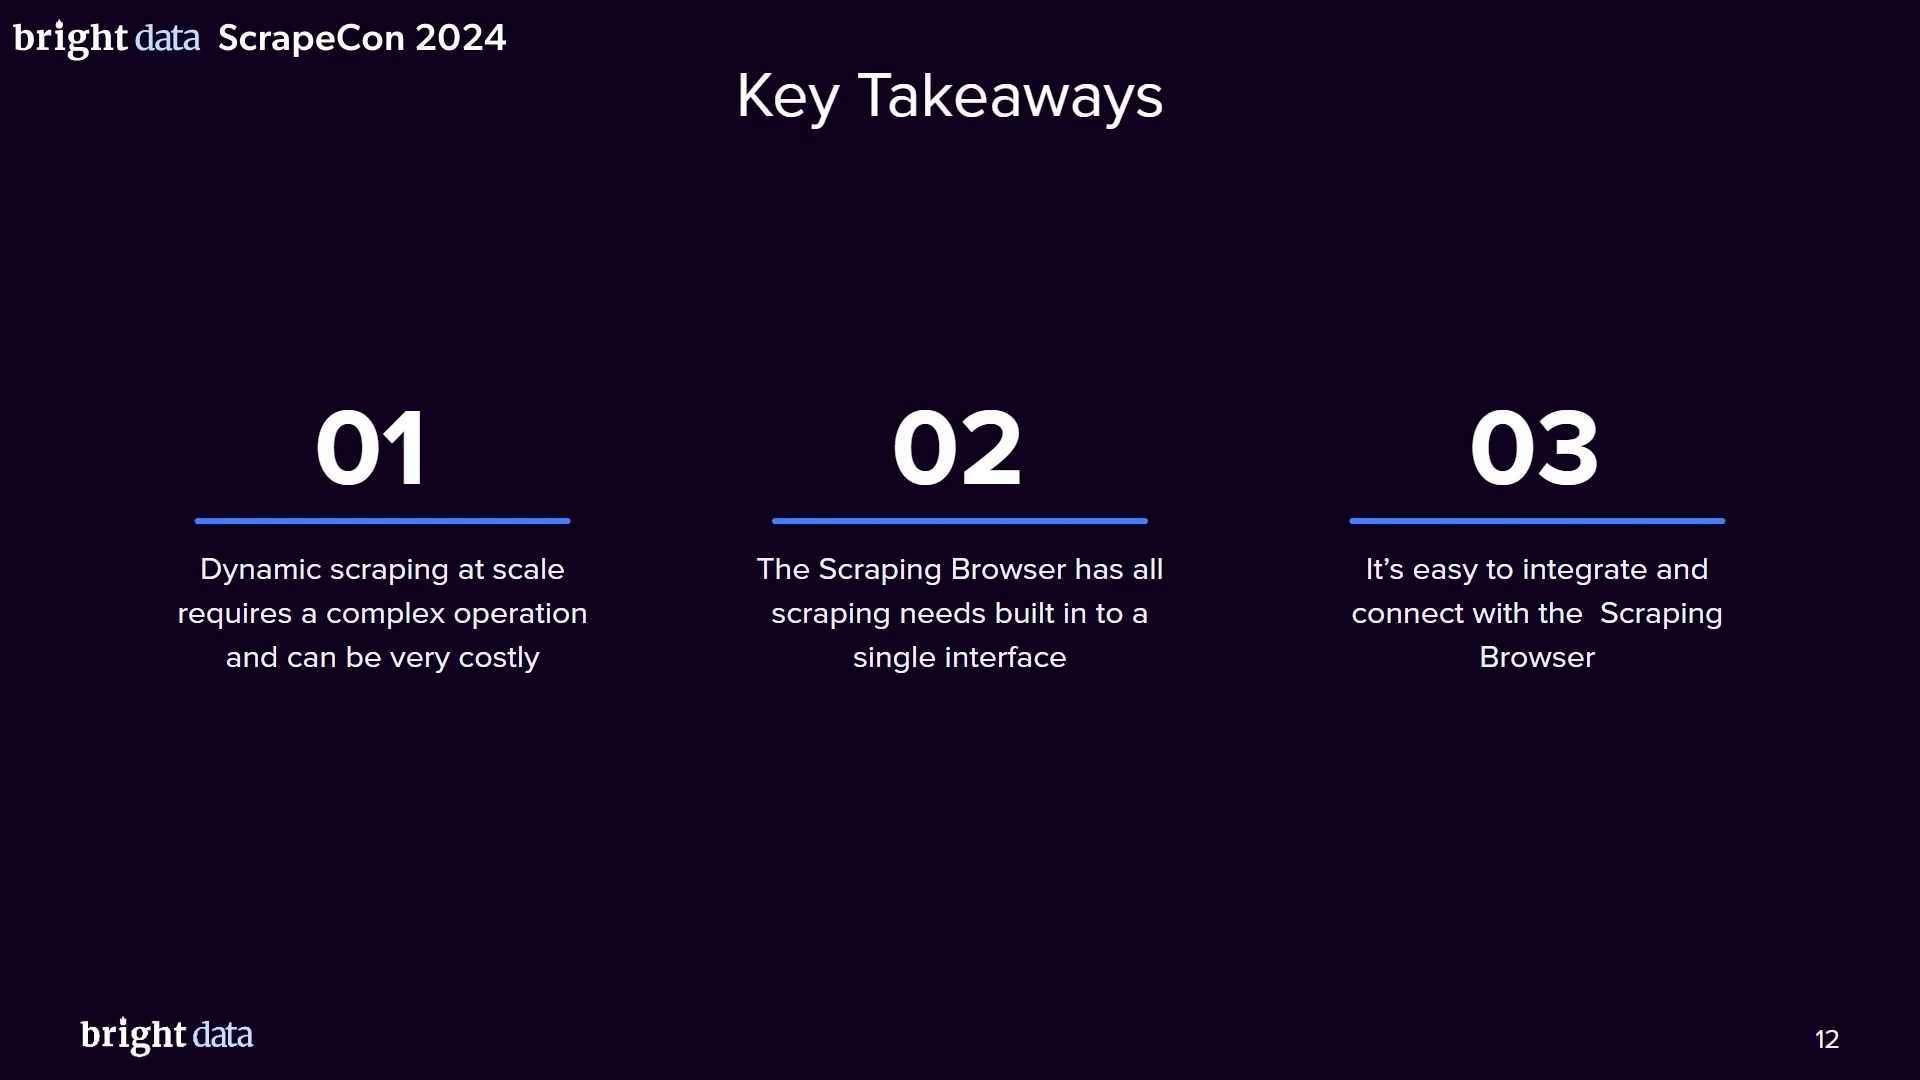 bright data ScrapeCon 2024
Key Takeaways
01
Dynamic scraping at scale
requires a complex operation
and can be very costly
02
The Scraping Browser has all
scraping needs built in to a
single interface
03
It’s easy to integrate and
connect with the  Scraping
Browser
bright data
12